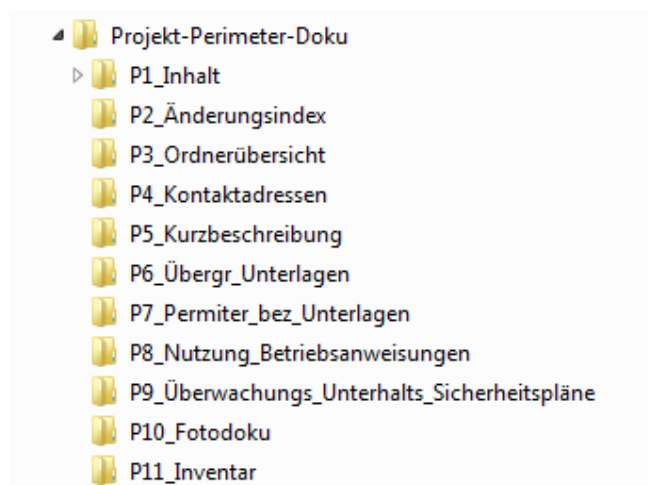 Projekt-Perimeter-Doku
P1_Inhalt
P2_Änderungsindex
P3_Ordnerübersicht
P4_Kontaktadressen
P5_Kurzbeschreibung
P6_Übergr_Unterlagen
P7_Permiter_bez_Unterlagen
P8_Nutzung_Betriebsanweisungen
P9_Überwachungs_Unterhalts_Sicherheitspläne
P10_Fotodoku
P11_Inventar